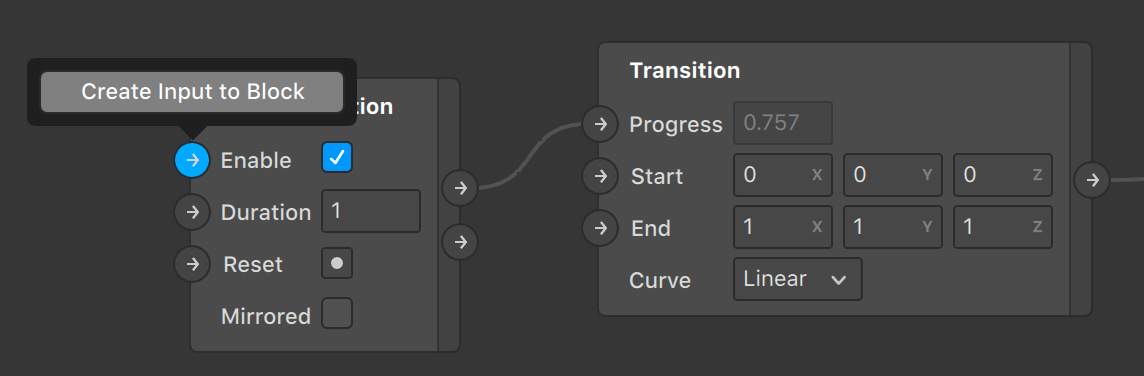 Create Input to Block
tion
Enable
Duration 1
Reset
Mirrored
Transition
Progress 0.757
Start 0 X 0 Y 0 Z
End 1 X 1 Y 1 Z
Curve Linear